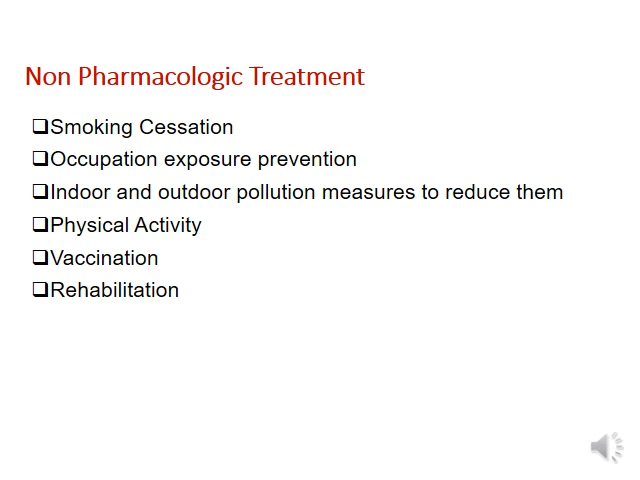 Non Pharmacologic Treatment
❑Smoking Cessation
❑Occupation exposure prevention
❑Indoor and outdoor pollution measures to reduce them
❑Physical Activity
❑Vaccination
❑Rehabilitation